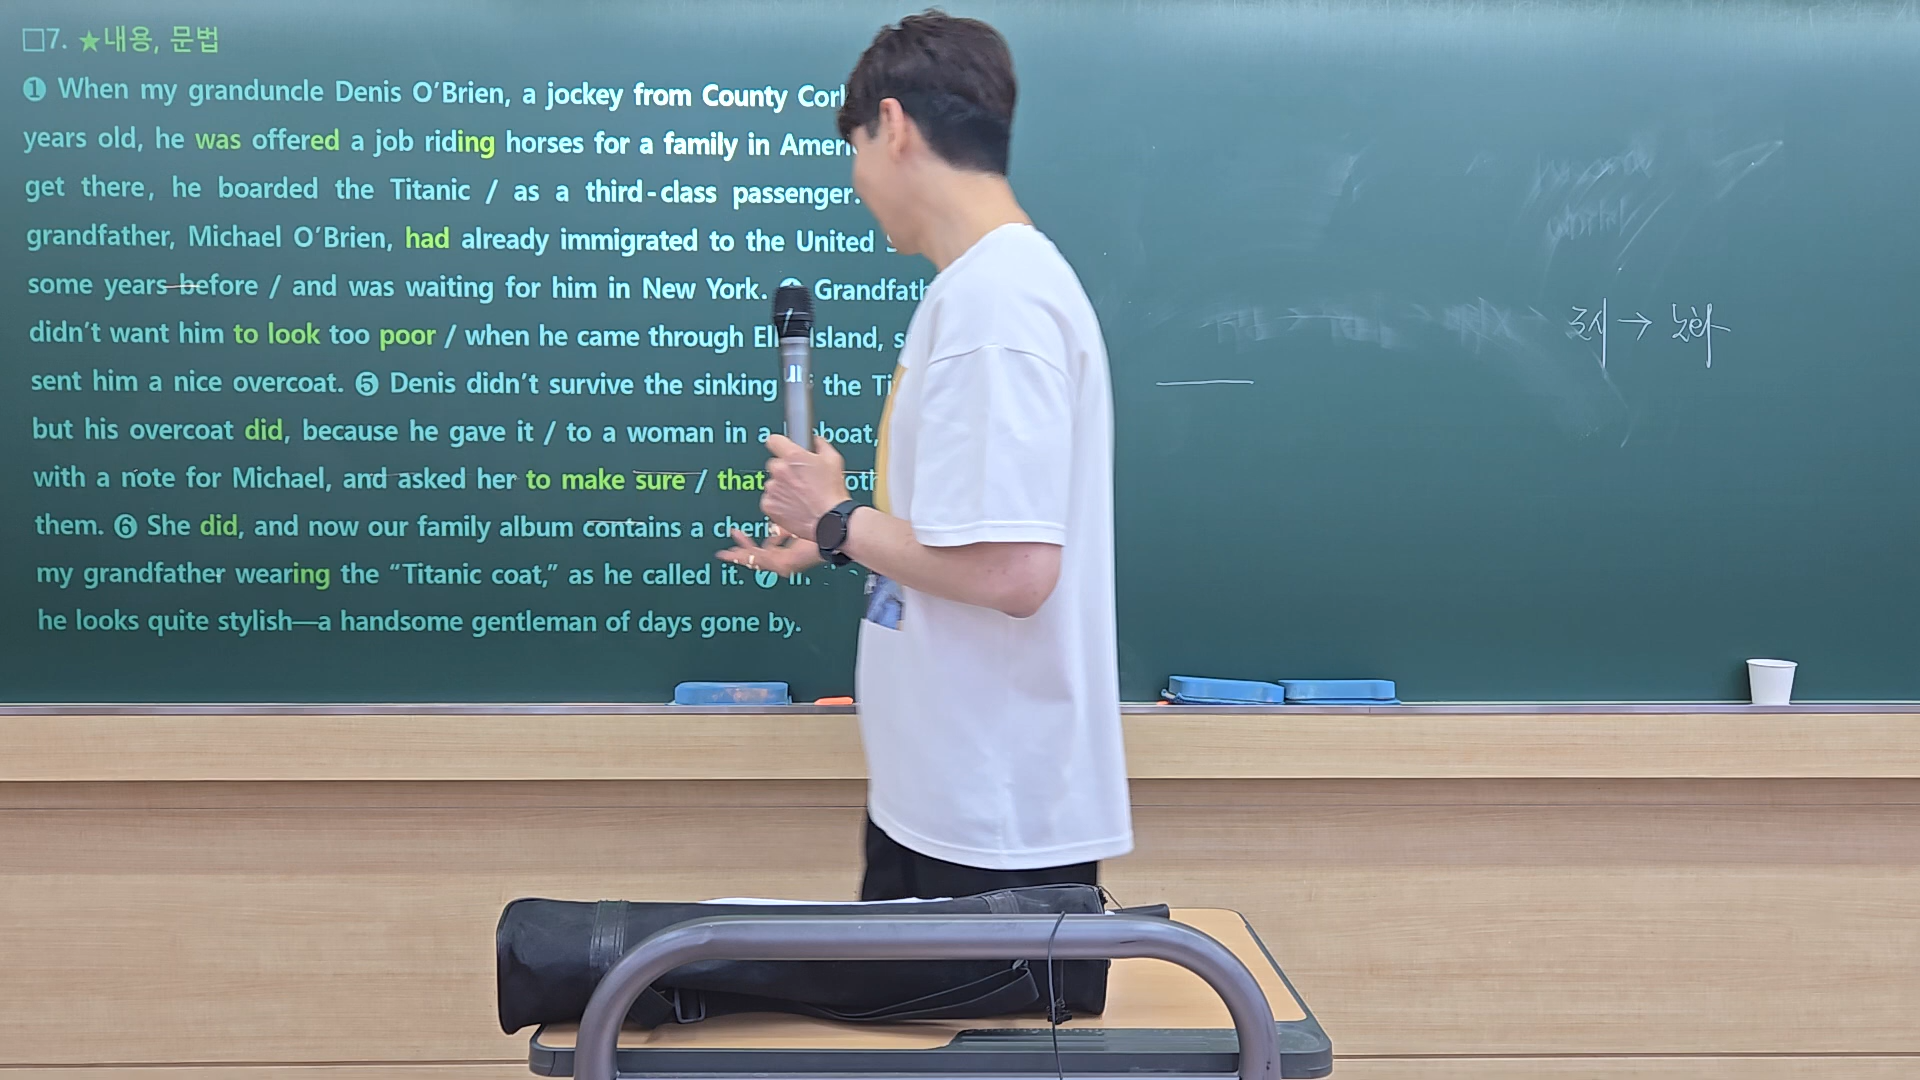 □7. ★내용, 문법
❶ When my granduncle Denis O’Brien, a jockey from County
years old, he was offered a job riding horses for a family in
get there, he boarded the Titanic / as a third-class passenger.
grandfather, Michael O’Brien, had already immigrated to the United
some years before / and was waiting for him in New York.
didn’t want him to look too poor / when he came through Island,
sent him a nice overcoat. ❺ Denis didn’t survive the sinking the
but his overcoat did, because he gave it / to a woman in a
with a note for Michael, and asked her to make sure / that
them. ❻ She did, and now our family album contains a
my grandfather wearing the “Titanic coat,” as he called it. ❼
he looks quite stylish—a handsome gentleman of days gone by.